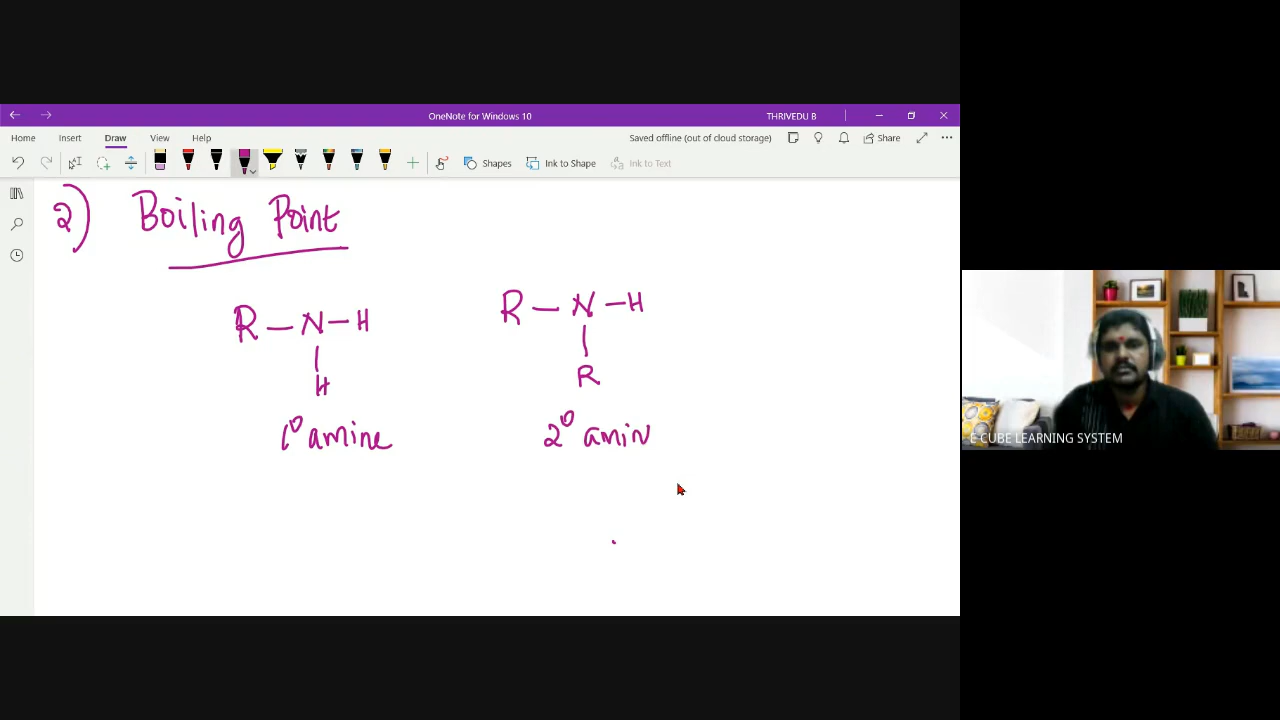 OneNote for Windows 10
THRIVEDU B
Home Insert Draw View Help
Saved offline (out of cloud storage)
Share
Shapes
Ink to Shape
Ink to Text
2) Boiling Point
R — N — H
|
H
1° amine
R — N — H
|
R
2° amin
E CUBE LEARNING SYSTEM